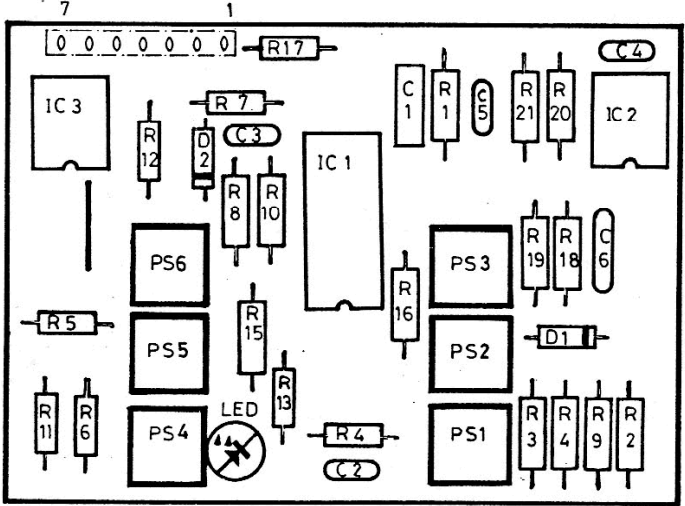 7 1
R17
C4
IC 3
R 7
C 1
R 1
C 5
R 21
R 20
IC 2
R 12
D 2
C 3
IC 1
R 8
R 10
PS6
PS3
R 19
R 18
C 6
R 16
R 5
PS5
R 15
PS2
D1
R 11
R 6
PS4
LED
R 13
R 4
C 2
PS1
R 3
R 4
R 9
R 2